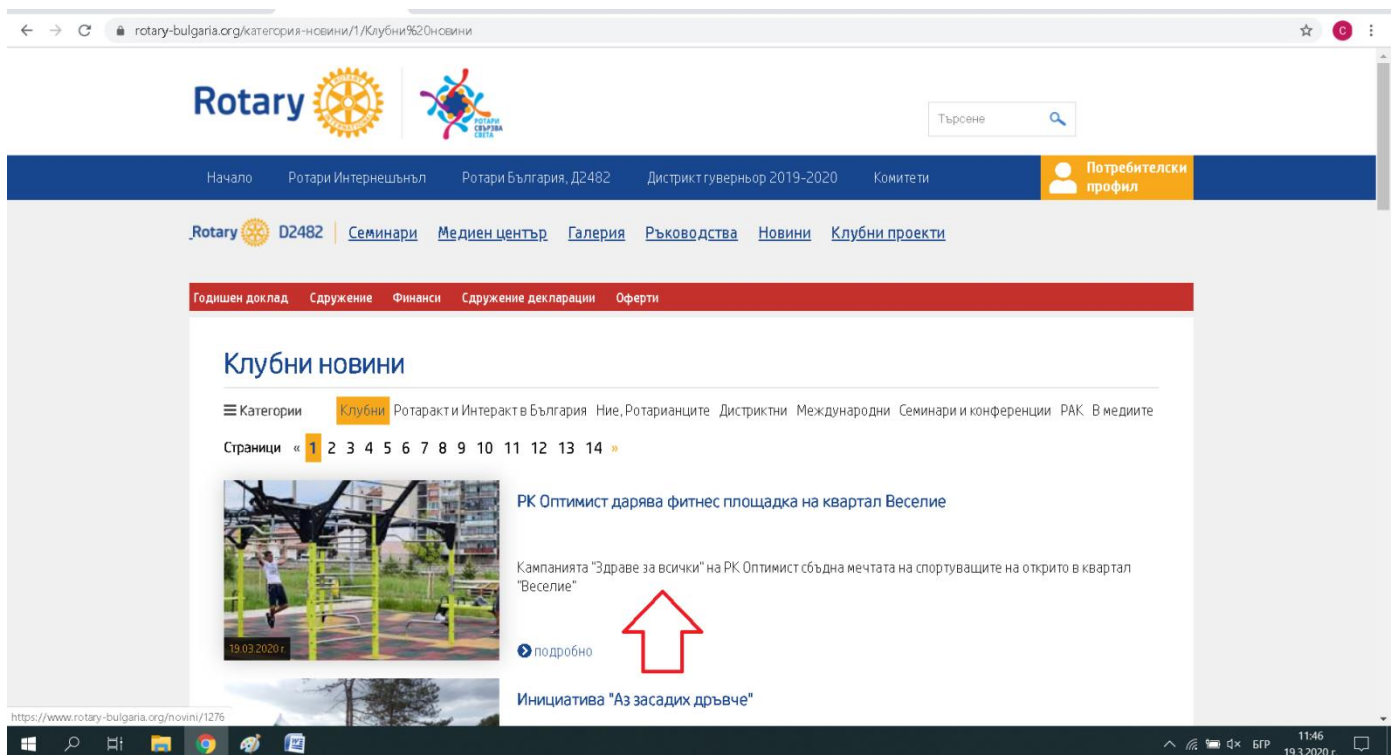 rotary-bulgaria.org/категория-новини/1/Клубни%20новини
C
Rotary
ROTARY
INTERNATIONAL
РОТАРИ
СВЪРЗВА
СВЕТА
Търсене
Начало Ротари Интернешънъл Ротари България, Д2482 Дистрикт гуверньор 2019-2020 Комитети
Потребителски
профил
Rotary D2482 Семинари Медиен център Галерия Ръководства Новини Клубни проекти
Годишен доклад Сдружение Финанси Сдружение декларации Оферти
Клубни новини
Категории Клубни Ротаракт и Интеракт в България Ние, Ротарианците Дистриктни Международни Семинари и конференции РАК В медиите
Страници « 1 2 3 4 5 6 7 8 9 10 11 12 13 14 »
РК Оптимист дарява фитнес площадка на квартал Веселие
Кампанията "Здраве за всички" на РК Оптимист сбъдна мечтата на спортуващите на открито в квартал
"Веселие"
19.03.2020 г.
подробно
Инициатива "Аз засадих дръвче"
https://www.rotary-bulgaria.org/novini/1276
БГР
11:46
19.3.2020 г.